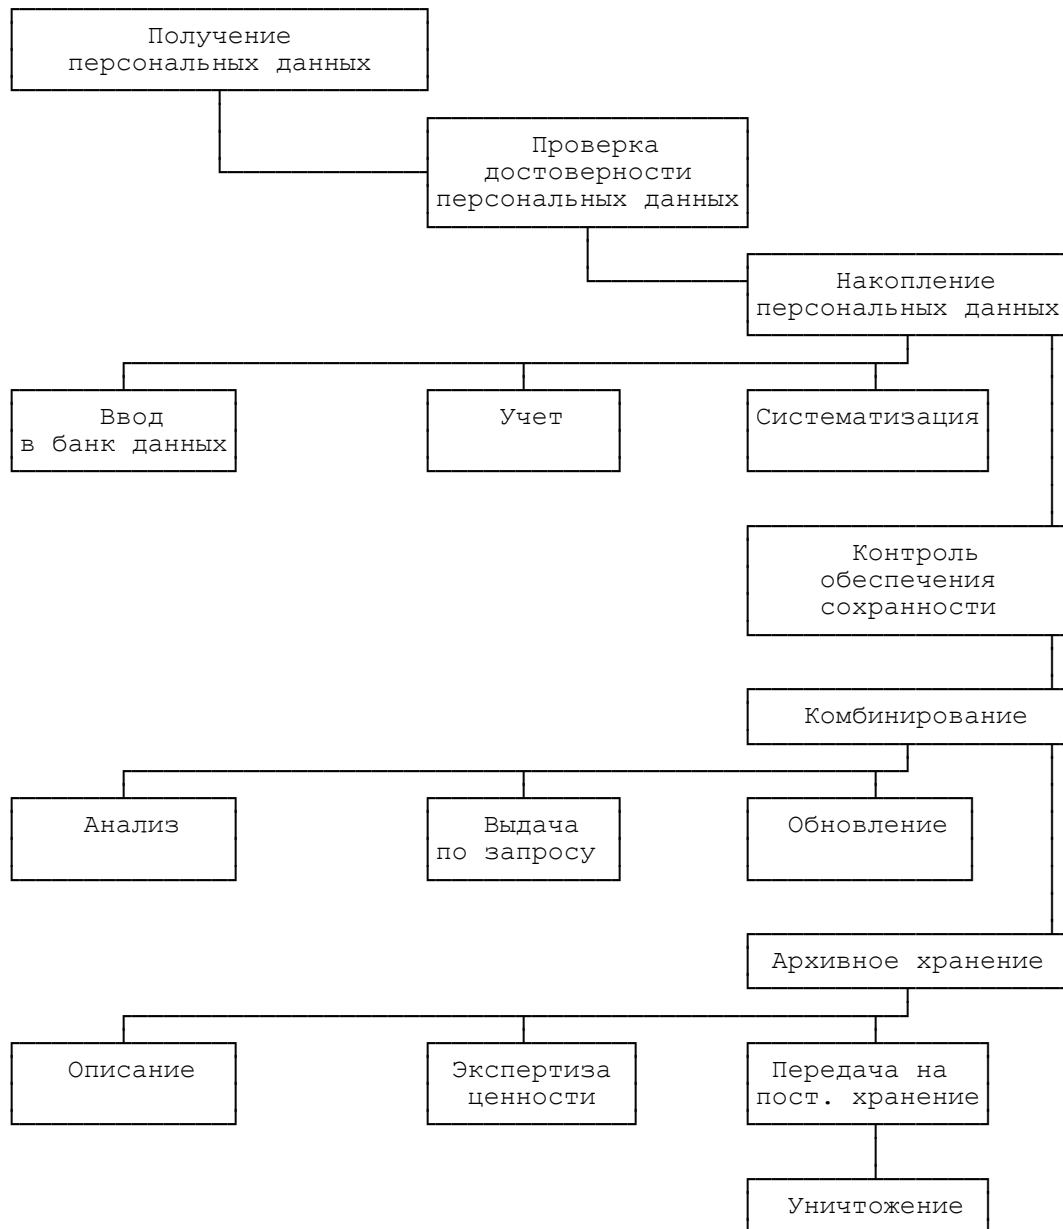 Получение
персональных данных
Проверка
достоверности
персональных данных
Накопление
персональных данных
Ввод
в банк данных
Учет
Систематизация
Контроль
обеспечения
сохранности
Комбинирование
Анализ
Выдача
по запросу
Обновление
Архивное хранение
Описание
Экспертиза
ценности
Передача на
пост. хранение
Уничтожение